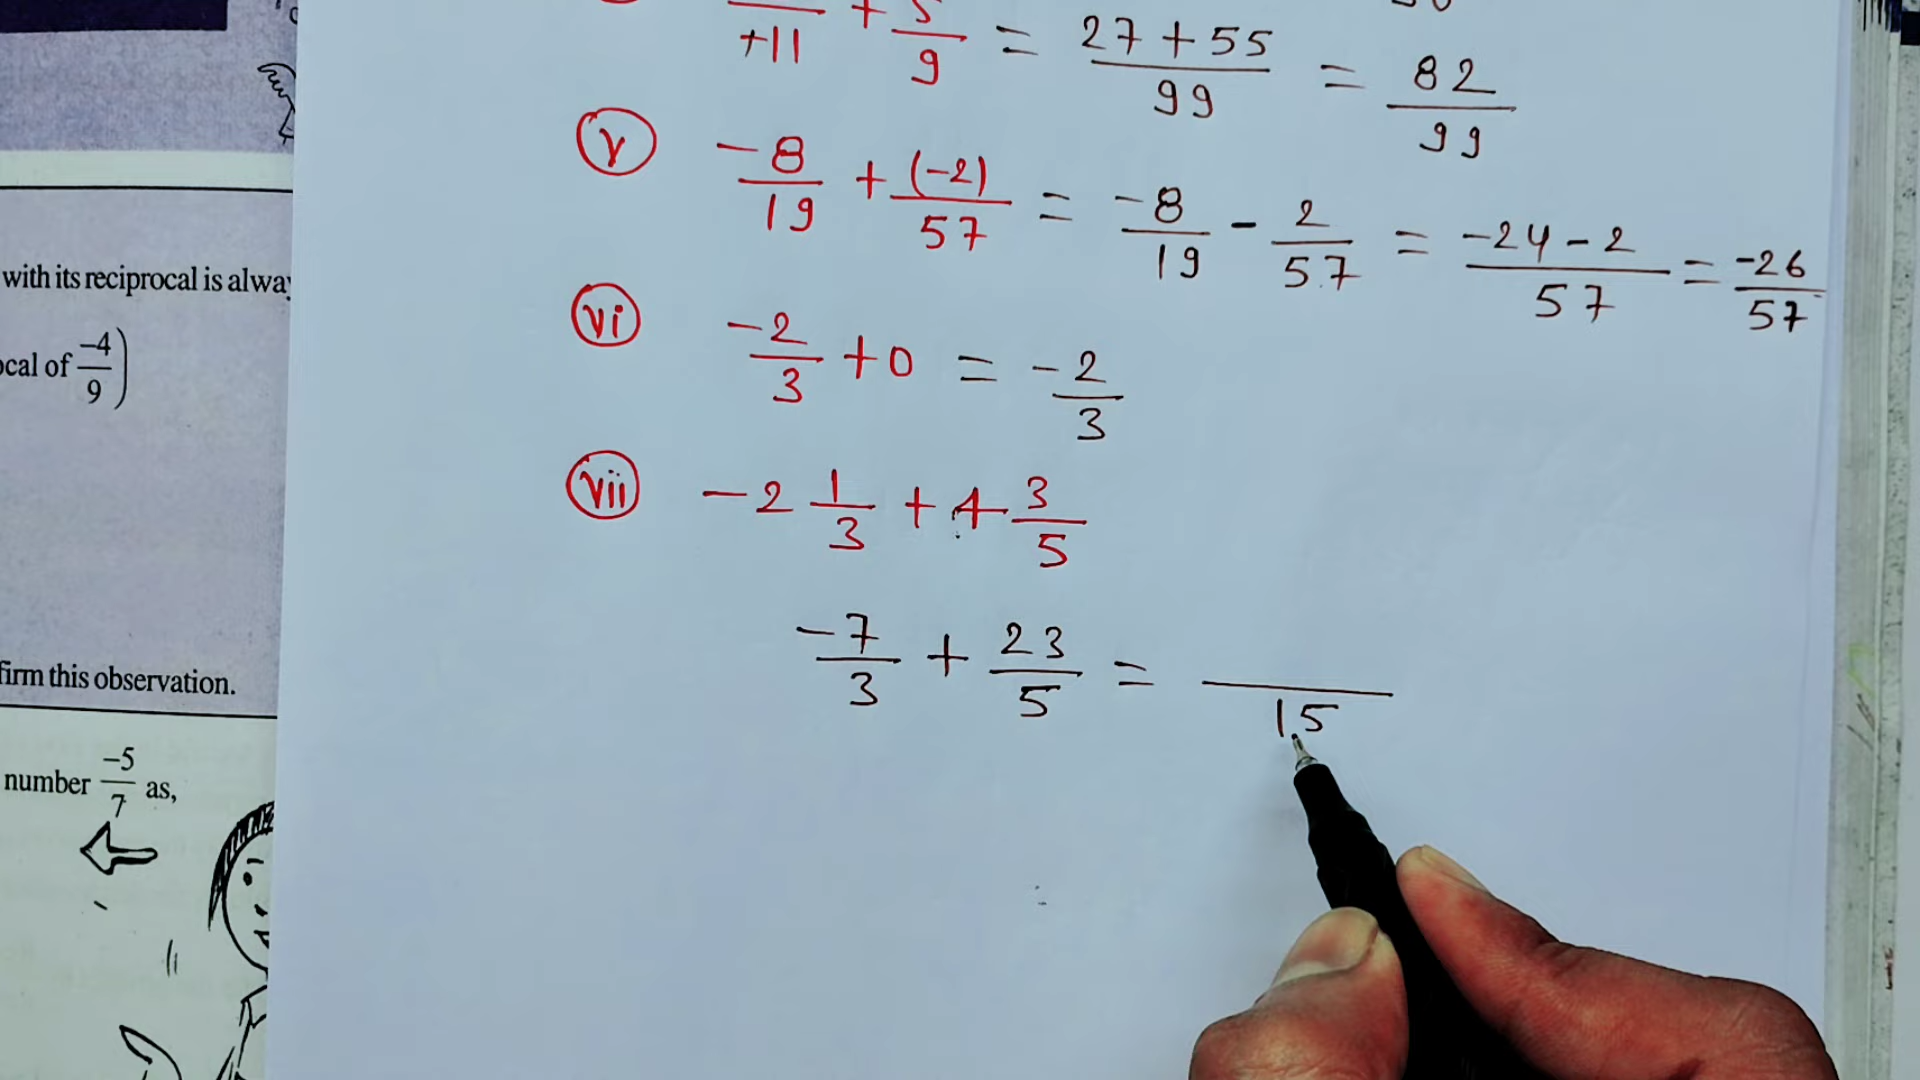 +11 + 5/9 = (27 + 55)/99 = 82/99
(v) -8/19 + (-2)/57 = -8/19 - 2/57 = (-24 - 2)/57 = -26/57
(vi) -2/3 + 0 = -2/3
(vii) -2 1/3 + 4 3/5
-7/3 + 23/5 = /15
with its reciprocal is
cal of -4/9)
firm this observation.
number -5/7 as,